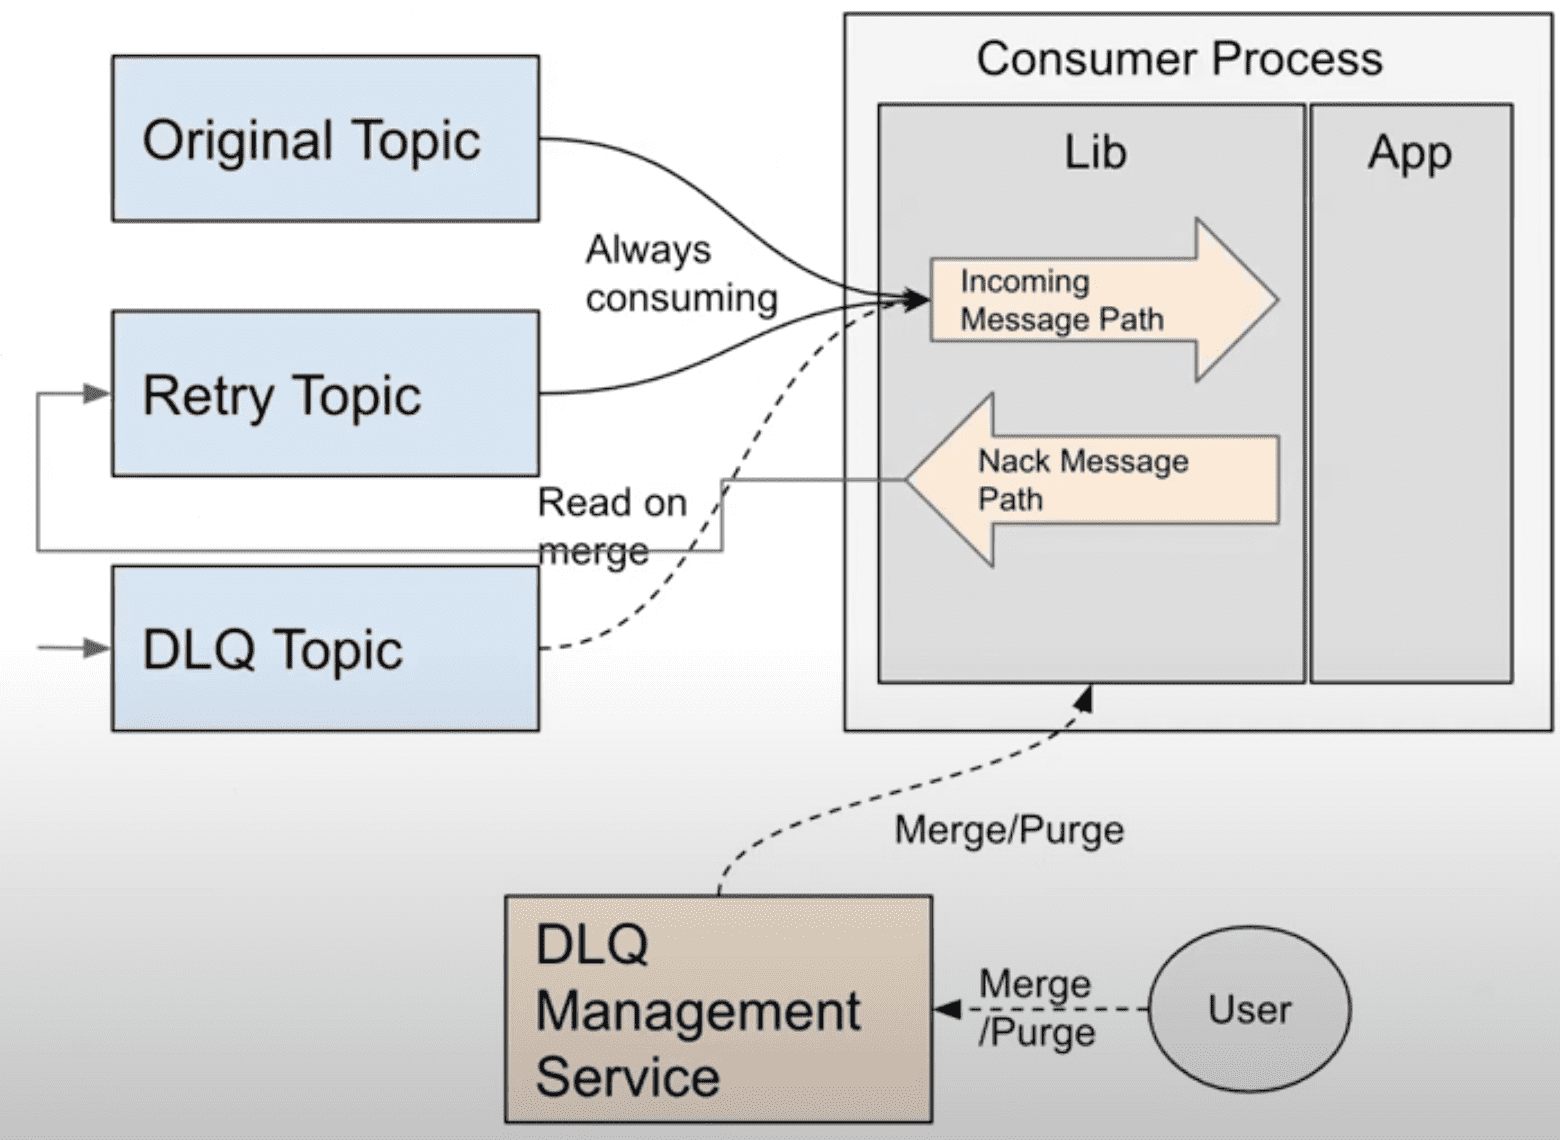 Consumer Process
Original Topic
Lib
App
Always
consuming
Incoming
Message Path
Retry Topic
Nack Message
Path
Read on
merge
DLQ Topic
Merge/Purge
DLQ
Management
Service
Merge
/Purge
User